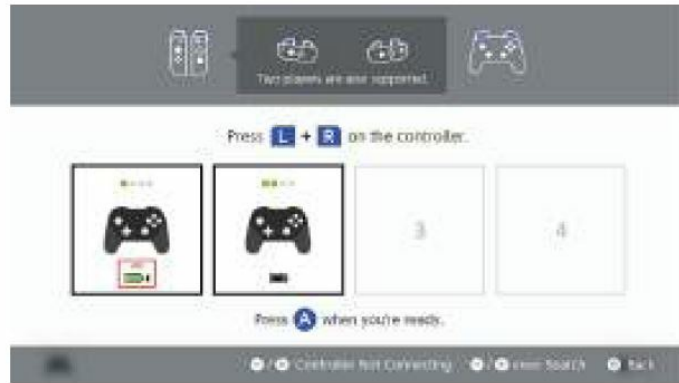 Two players are also supported.
Press L + R on the controller.
3
4
Press A when you're ready.
/ Controller Not Connecting / Search Back